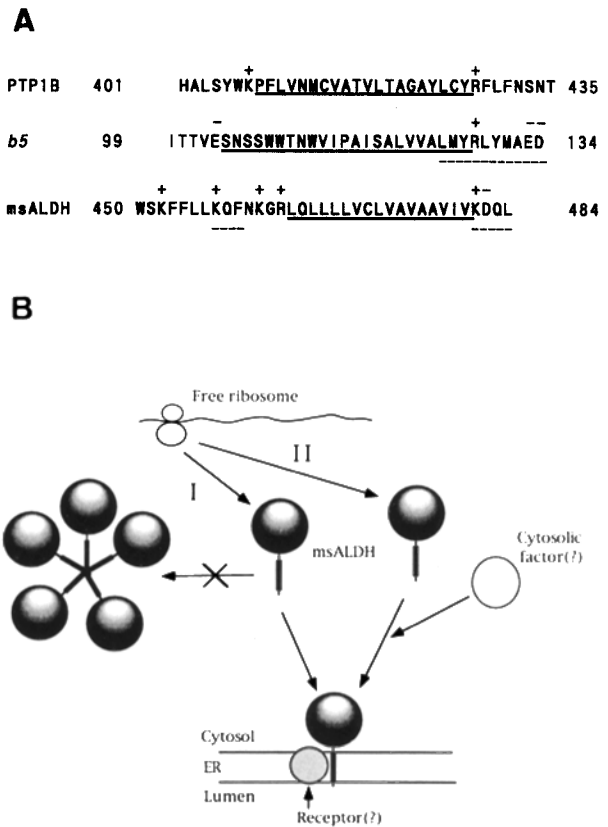 A
+ +
PTP1B 401 HALSYWKPFLVNMCVATVLTAGAYLCYRFLFNSNT 435
- + --
b5 99 ITTVESNSSWWTNWVIPAISALVVALMYRLYMAED 134
+ + + + +-
msALDH 450 WSKFFLLKQFNKGRLQLLLLVCLVAVAAVIVKDQL 484
B
Free ribosome
II
I
msALDH
Cytosolic
factor(?)
Cytosol
ER
Lumen
Receptor(?)